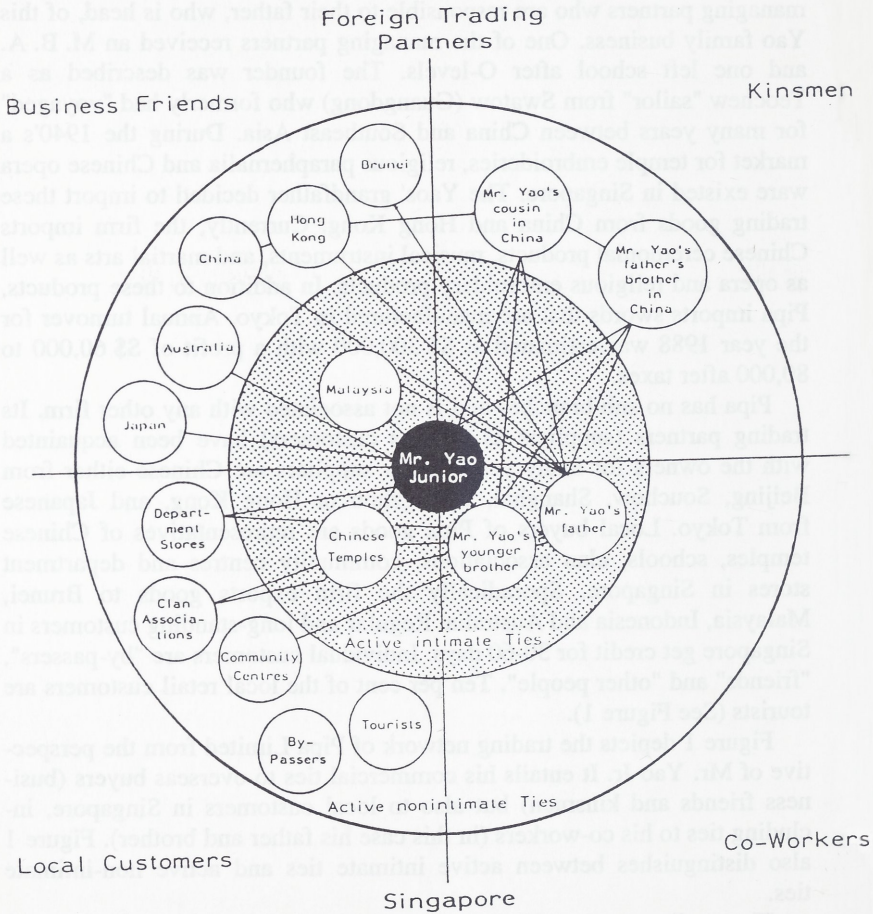 Foreign Trading
Partners
Business Friends
Kinsmen
Brunei
Mr. Yao's
cousin
in
China
Hong
Kong
China
Mr. Yao's
father's
brother
in
China
Australia
Malaysia
Japan
Mr. Yao
Junior
Depart-
ment
Stores
Chinese
Temples
Mr. Yao's
younger
brother
Mr. Yao's
father
Clan
Associa-
tions
Active intimate Ties
Community
Centres
By-
Passers
Tourists
Active nonintimate Ties
Local Customers
Co-Workers
Singapore